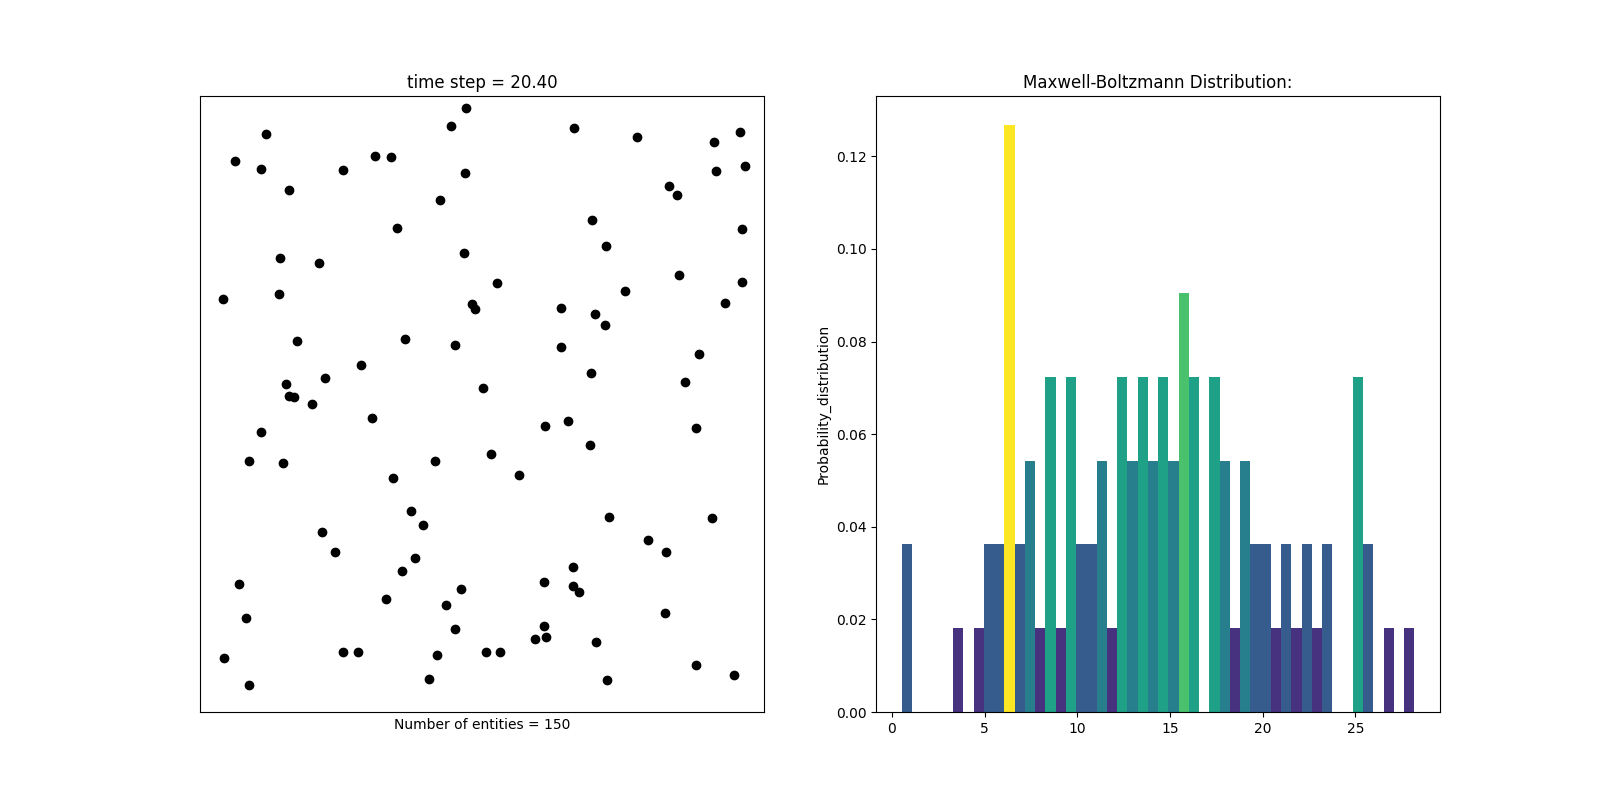 time step = 20.40
Number of entities = 150
Maxwell-Boltzmann Distribution:
Probability_distribution
0.12
0.10
0.08
0.06
0.04
0.02
0.00
0 5 10 15 20 25